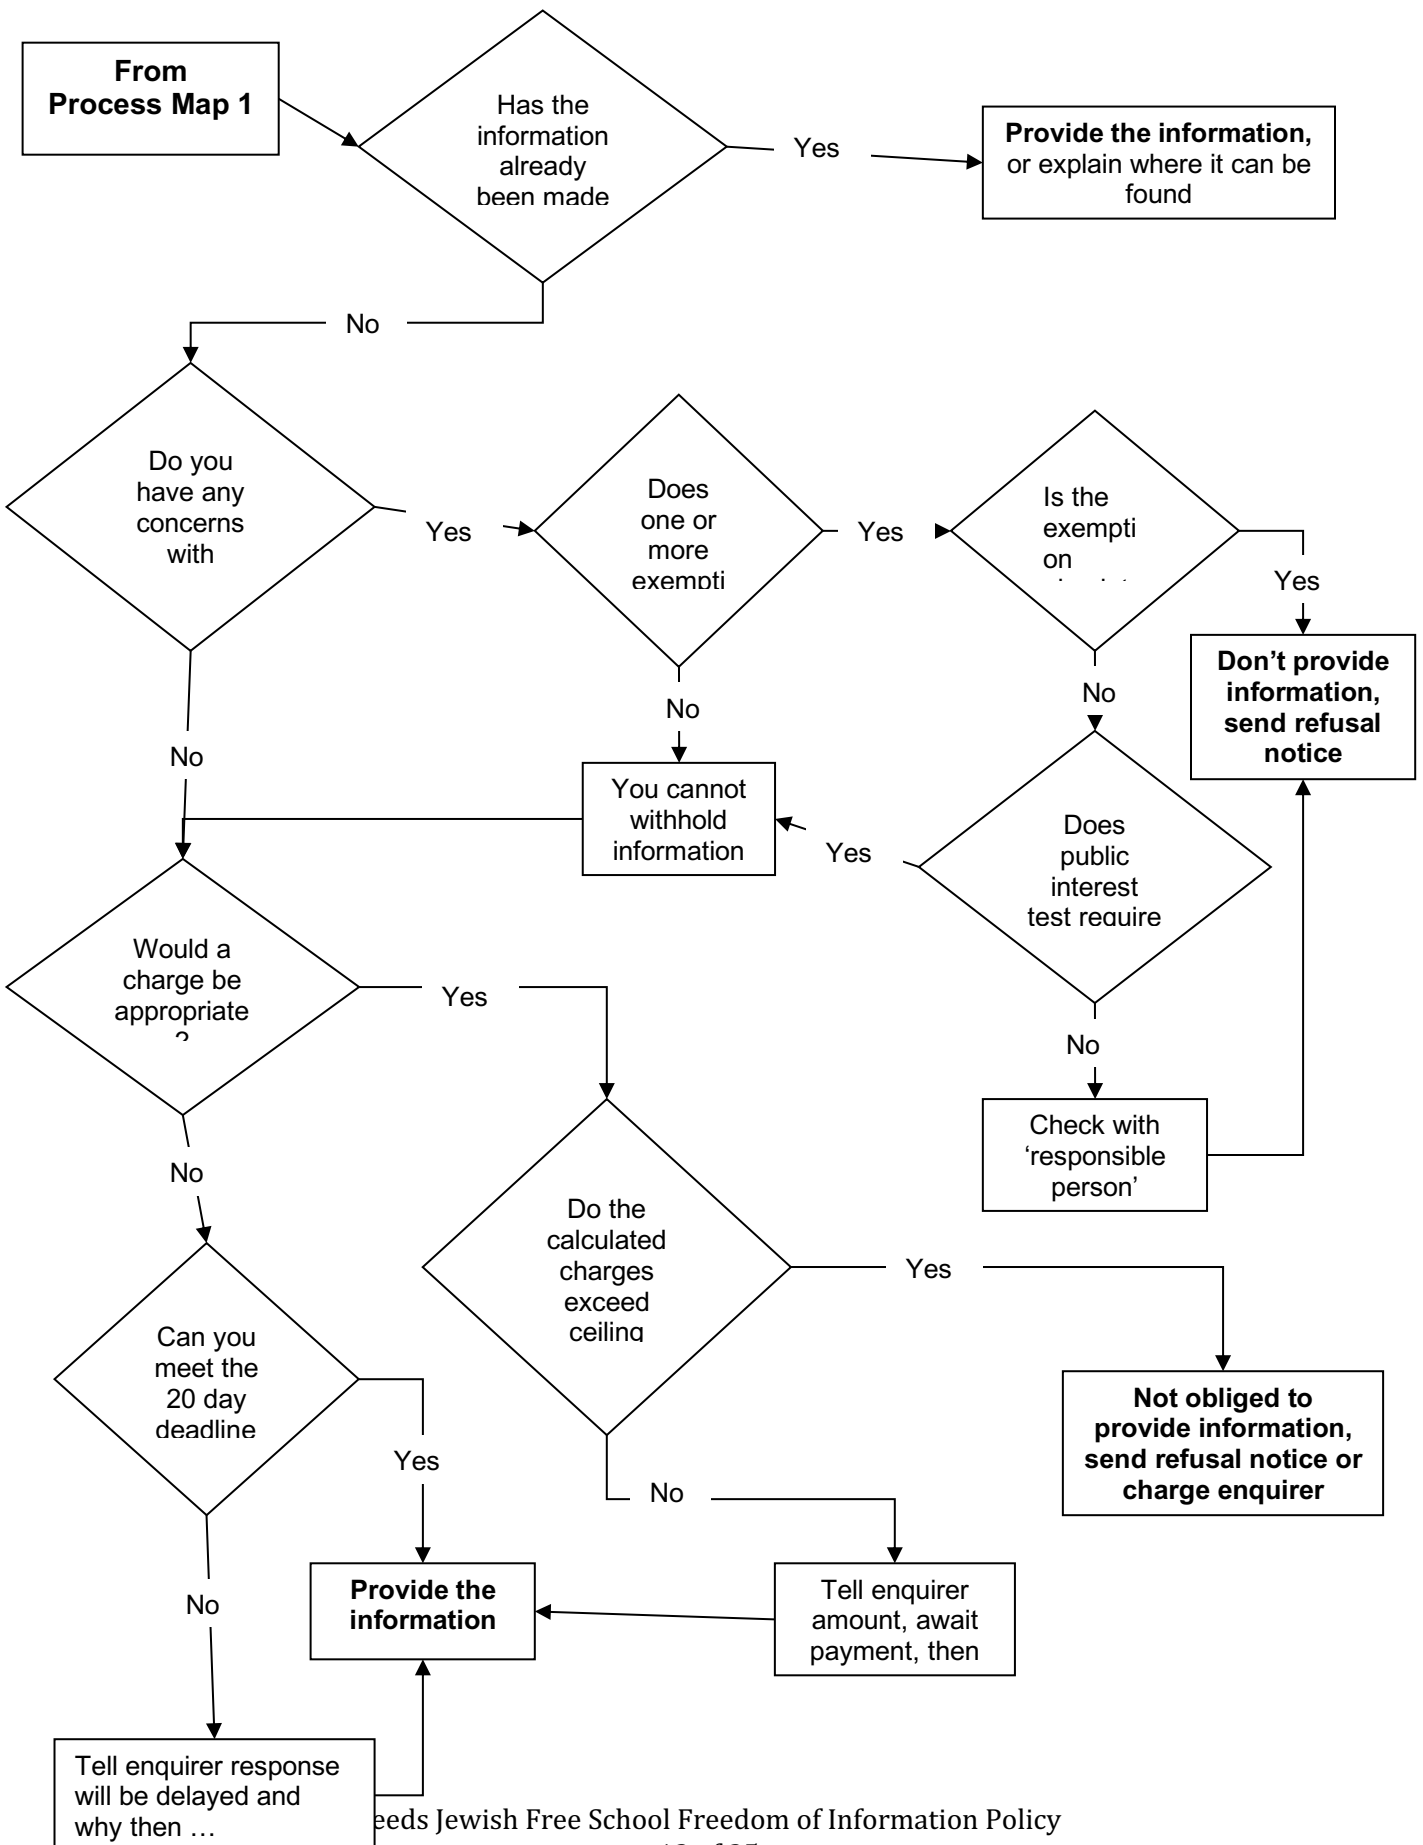 From
Process Map 1
Has the
information
already
been made
Yes
Provide the information,
or explain where it can be
found
No
Do you
have any
concerns
with
Yes
Does
one or
more
exempti
Yes
Is the
exempti
on
Yes
Don’t provide
information,
send refusal
notice
No
No
No
You cannot
withhold
information
Yes
Does
public
interest
test require
Would a
charge be
appropriate
?
Yes
No
Check with
‘responsible
person’
No
Do the
calculated
charges
exceed
ceiling
Yes
Can you
meet the
20 day
deadline
Not obliged to
provide information,
send refusal notice or
charge enquirer
Yes
No
No
Provide the
information
Tell enquirer
amount, await
payment, then
Tell enquirer response
will be delayed and
why then …
eeds Jewish Free School Freedom of Information Policy